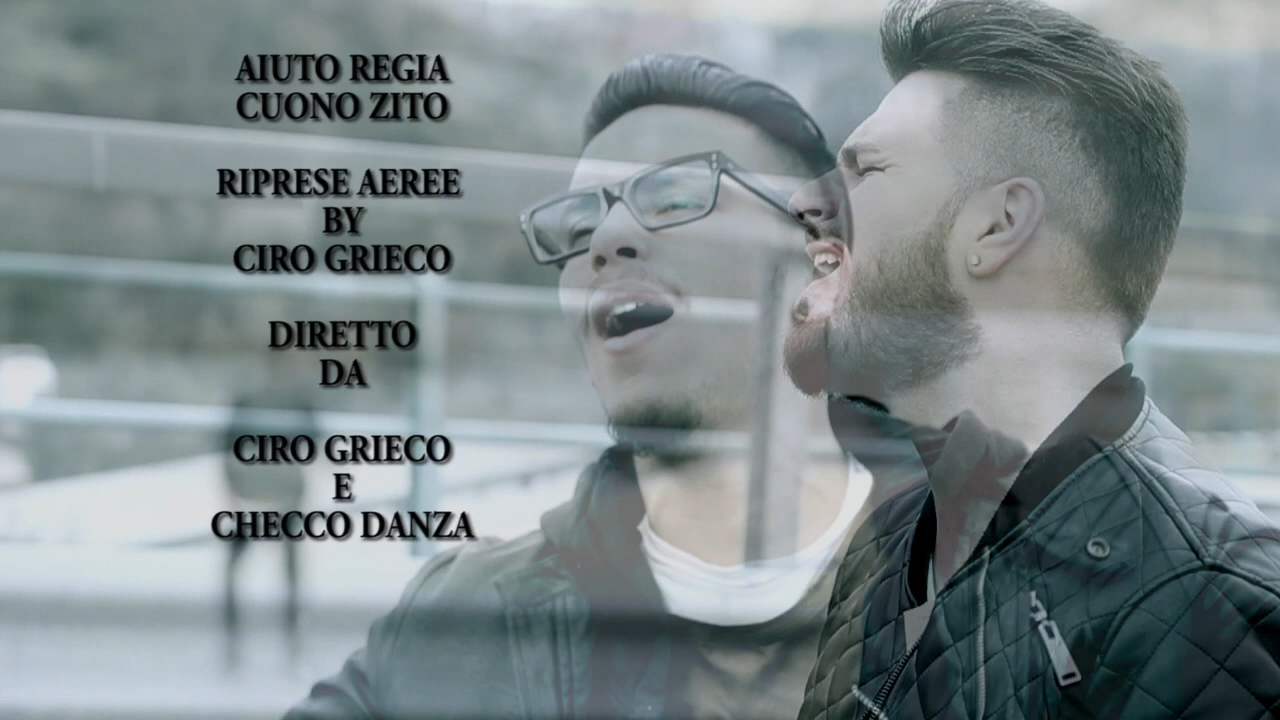 AIUTO REGIA
CUONO ZITO
RIPRESE AEREE
BY
CIRO GRIECO
DIRETTO
DA
CIRO GRIECO
E
CHECCO DANZA